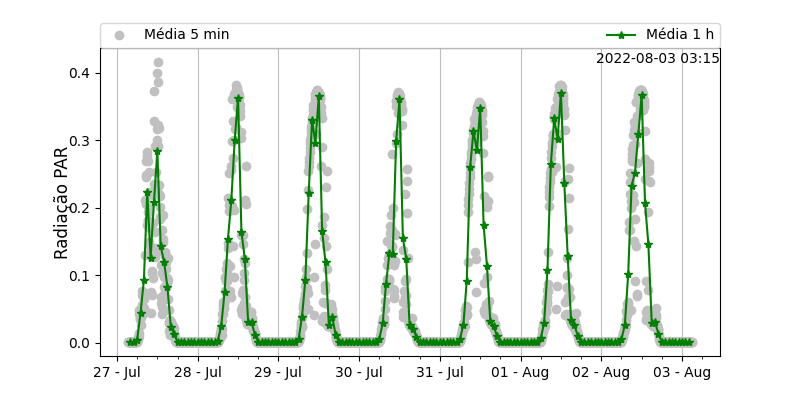 Média 5 min
Média 1 h
2022-08-03 03:15
Radiação PAR
0.4
0.3
0.2
0.1
0.0
27 - Jul
28 - Jul
29 - Jul
30 - Jul
31 - Jul
01 - Aug
02 - Aug
03 - Aug